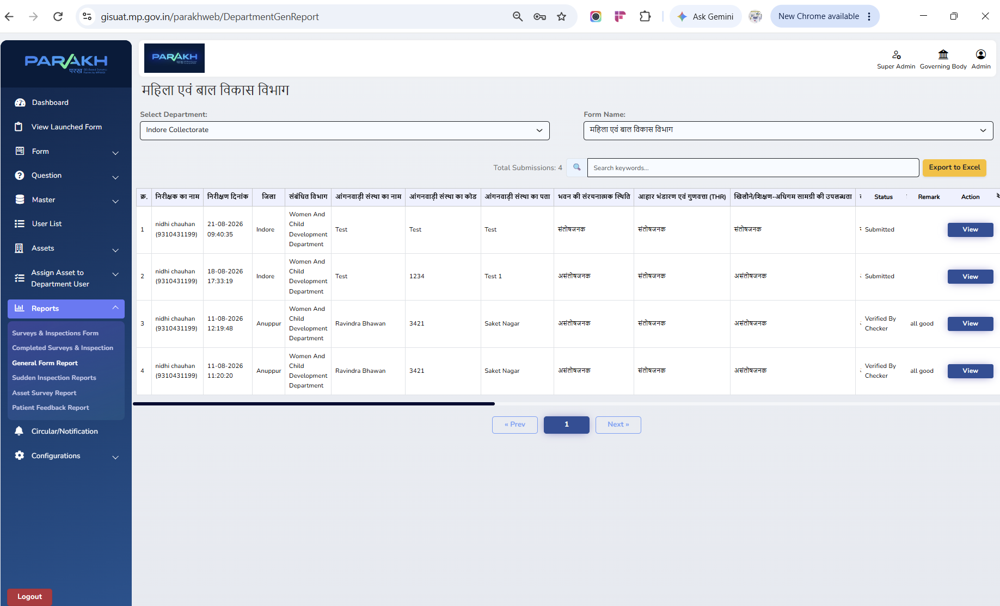 gisuat.mp.gov.in/parakhweb/DepartmentGenReport
Ask Gemini
New Chrome available
PARAKH
परख
PARAKH
परख
Super Admin
Governing Body
Admin
महिला एवं बाल विकास विभाग
Dashboard
View Launched Form
Form
Question
Master
User List
Assets
Assign Asset to
Department User
Reports
Surveys & Inspections Form
Completed Surveys & Inspection
General Form Report
Sudden Inspection Reports
Asset Survey Report
Patient Feedback Report
Circular/Notification
Configurations
Logout
Select Department:
Indore Collectorate
Form Name:
महिला एवं बाल विकास विभाग
Total Submissions: 4
Search keywords...
Export to Excel
क्र. निरीक्षक का नाम निरीक्षण दिनांक जिला संबंधित विभाग आंगनवाड़ी संस्था का नाम आंगनवाड़ी संस्था का कोड आंगनवाड़ी संस्था का पता भवन की संरचनात्मक स्थिति आहार भंडारण एवं गुणवत्ता (THR) खिलौने/शिक्षण-अधिगम सामग्री की उपलब्धता Status Remark Action
1 nidhi chauhan (9310431199) 21-08-2026 09:40:35 Indore Women And Child Development Department Test Test Test संतोषजनक संतोषजनक संतोषजनक Submitted View
2 nidhi chauhan (9310431199) 18-08-2026 17:33:19 Indore Women And Child Development Department Test 1234 Test 1 असंतोषजनक संतोषजनक असंतोषजनक Submitted View
3 nidhi chauhan (9310431199) 11-08-2026 12:19:48 Anuppur Women And Child Development Department Ravindra Bhawan 3421 Saket Nagar असंतोषजनक संतोषजनक असंतोषजनक Verified By Checker all good View
4 nidhi chauhan (9310431199) 11-08-2026 11:20:20 Anuppur Women And Child Development Department Ravindra Bhawan 3421 Saket Nagar असंतोषजनक संतोषजनक असंतोषजनक Verified By Checker all good View
« Prev
1
Next »